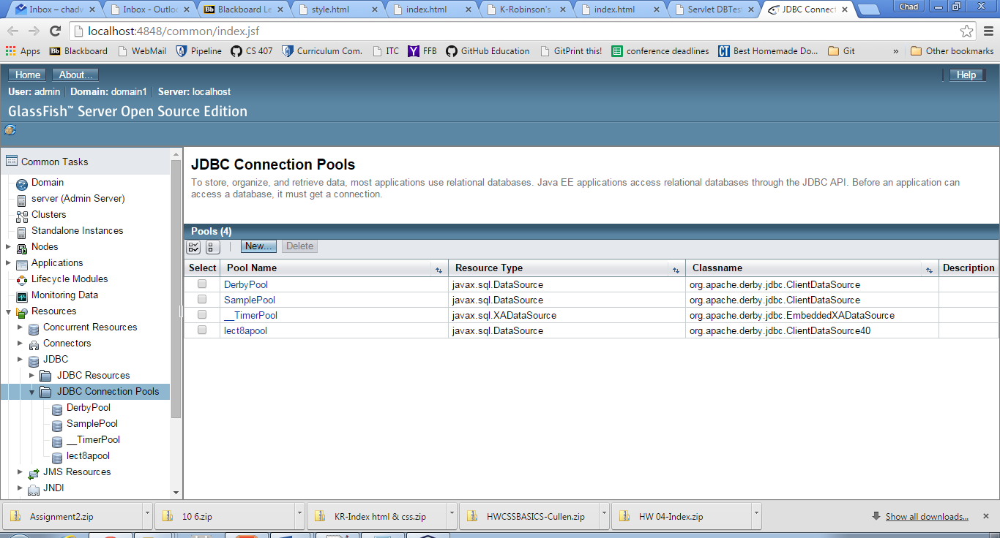 Inbox – chadw
Inbox - Outloo
Blackboard Le
style.html
index.html
K-Robinson's
index.html
Servlet DBTes
JDBC Connect
Chad
localhost:4848/common/index.jsf
Apps
Blackboard
WebMail
Pipeline
CS 407
Curriculum Com.
ITC
FFB
GitHub Education
GitPrint this!
conference deadlines
Best Homemade Do...
Git
»
Other bookmarks
Home
About...
Help
User: admin
Domain: domain1
Server: localhost
GlassFish™ Server Open Source Edition
Common Tasks
Domain
server (Admin Server)
Clusters
Standalone Instances
Nodes
Applications
Lifecycle Modules
Monitoring Data
Resources
Concurrent Resources
Connectors
JDBC
JDBC Resources
JDBC Connection Pools
DerbyPool
SamplePool
__TimerPool
lect8apool
JMS Resources
JNDI
JDBC Connection Pools
To store, organize, and retrieve data, most applications use relational databases. Java EE applications access relational databases through the JDBC API. Before an application can
access a database, it must get a connection.
Pools (4)
New...
Delete
Select Pool Name Resource Type Classname Description
DerbyPool javax.sql.DataSource org.apache.derby.jdbc.ClientDataSource
SamplePool javax.sql.DataSource org.apache.derby.jdbc.ClientDataSource
__TimerPool javax.sql.XADataSource org.apache.derby.jdbc.EmbeddedXADataSource
lect8apool javax.sql.DataSource org.apache.derby.jdbc.ClientDataSource40
Assignment2.zip
10 6.zip
KR-Index html & css.zip
HWCSSBASICS-Cullen.zip
HW 04-Index.zip
Show all downloads...